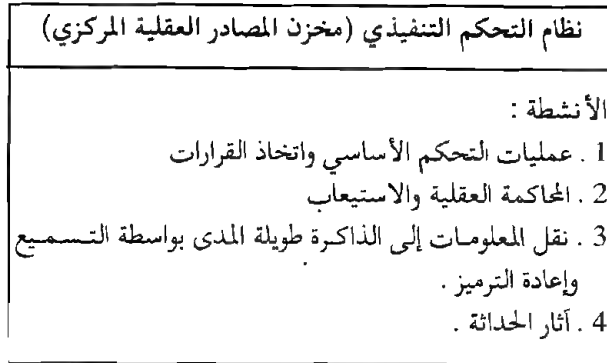 نظام التحكم التنفيذي (مخزن المصادر العقلية المركزي)
الأنشطة :
1 . عمليات التحكم الأساسي واتخاذ القرارات
2 . المحاكمة العقلية والاستيعاب
3 . نقل المعلومات إلى الذاكرة طويلة المدى بواسطة التسميع
وإعادة الترميز .
4 . آثار الحداثة .